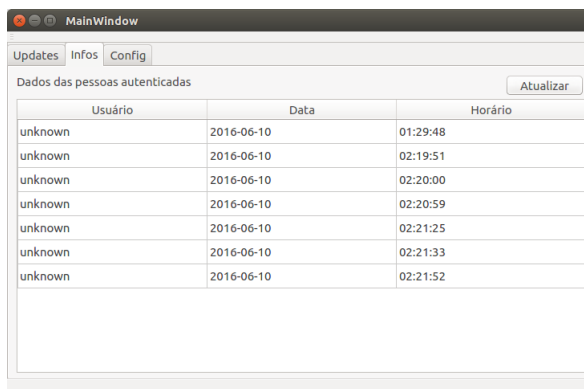 MainWindow
Updates Infos Config
Dados das pessoas autenticadas Atualizar
Usuário Data Horário
unknown 2016-06-10 01:29:48
unknown 2016-06-10 02:19:51
unknown 2016-06-10 02:20:00
unknown 2016-06-10 02:20:59
unknown 2016-06-10 02:21:25
unknown 2016-06-10 02:21:33
unknown 2016-06-10 02:21:52